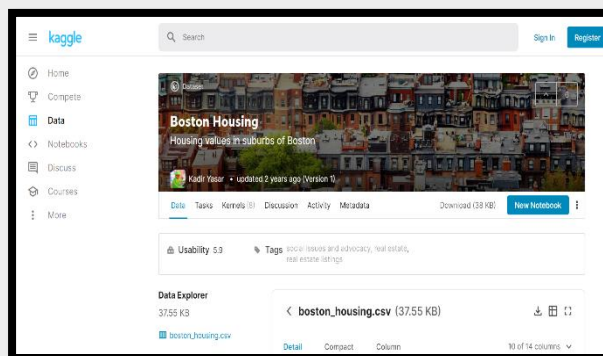 kaggle
Search
Sign In
Register
Home
Compete
Data
Notebooks
Discuss
Courses
More
Dataset
Boston Housing
Housing values in suburbs of Boston
Kadir Yasar • updated 2 years ago (Version 1)
Data Tasks Kernels Discussion Activity Metadata Download (38 KB) New Notebook
Usability 5.9 Tags social issues and advocacy, real estate,
real estate listings
Data Explorer
37.55 KB
boston_housing.csv
boston_housing.csv (37.55 KB)
Detail Compact Column 10 of 14 columns